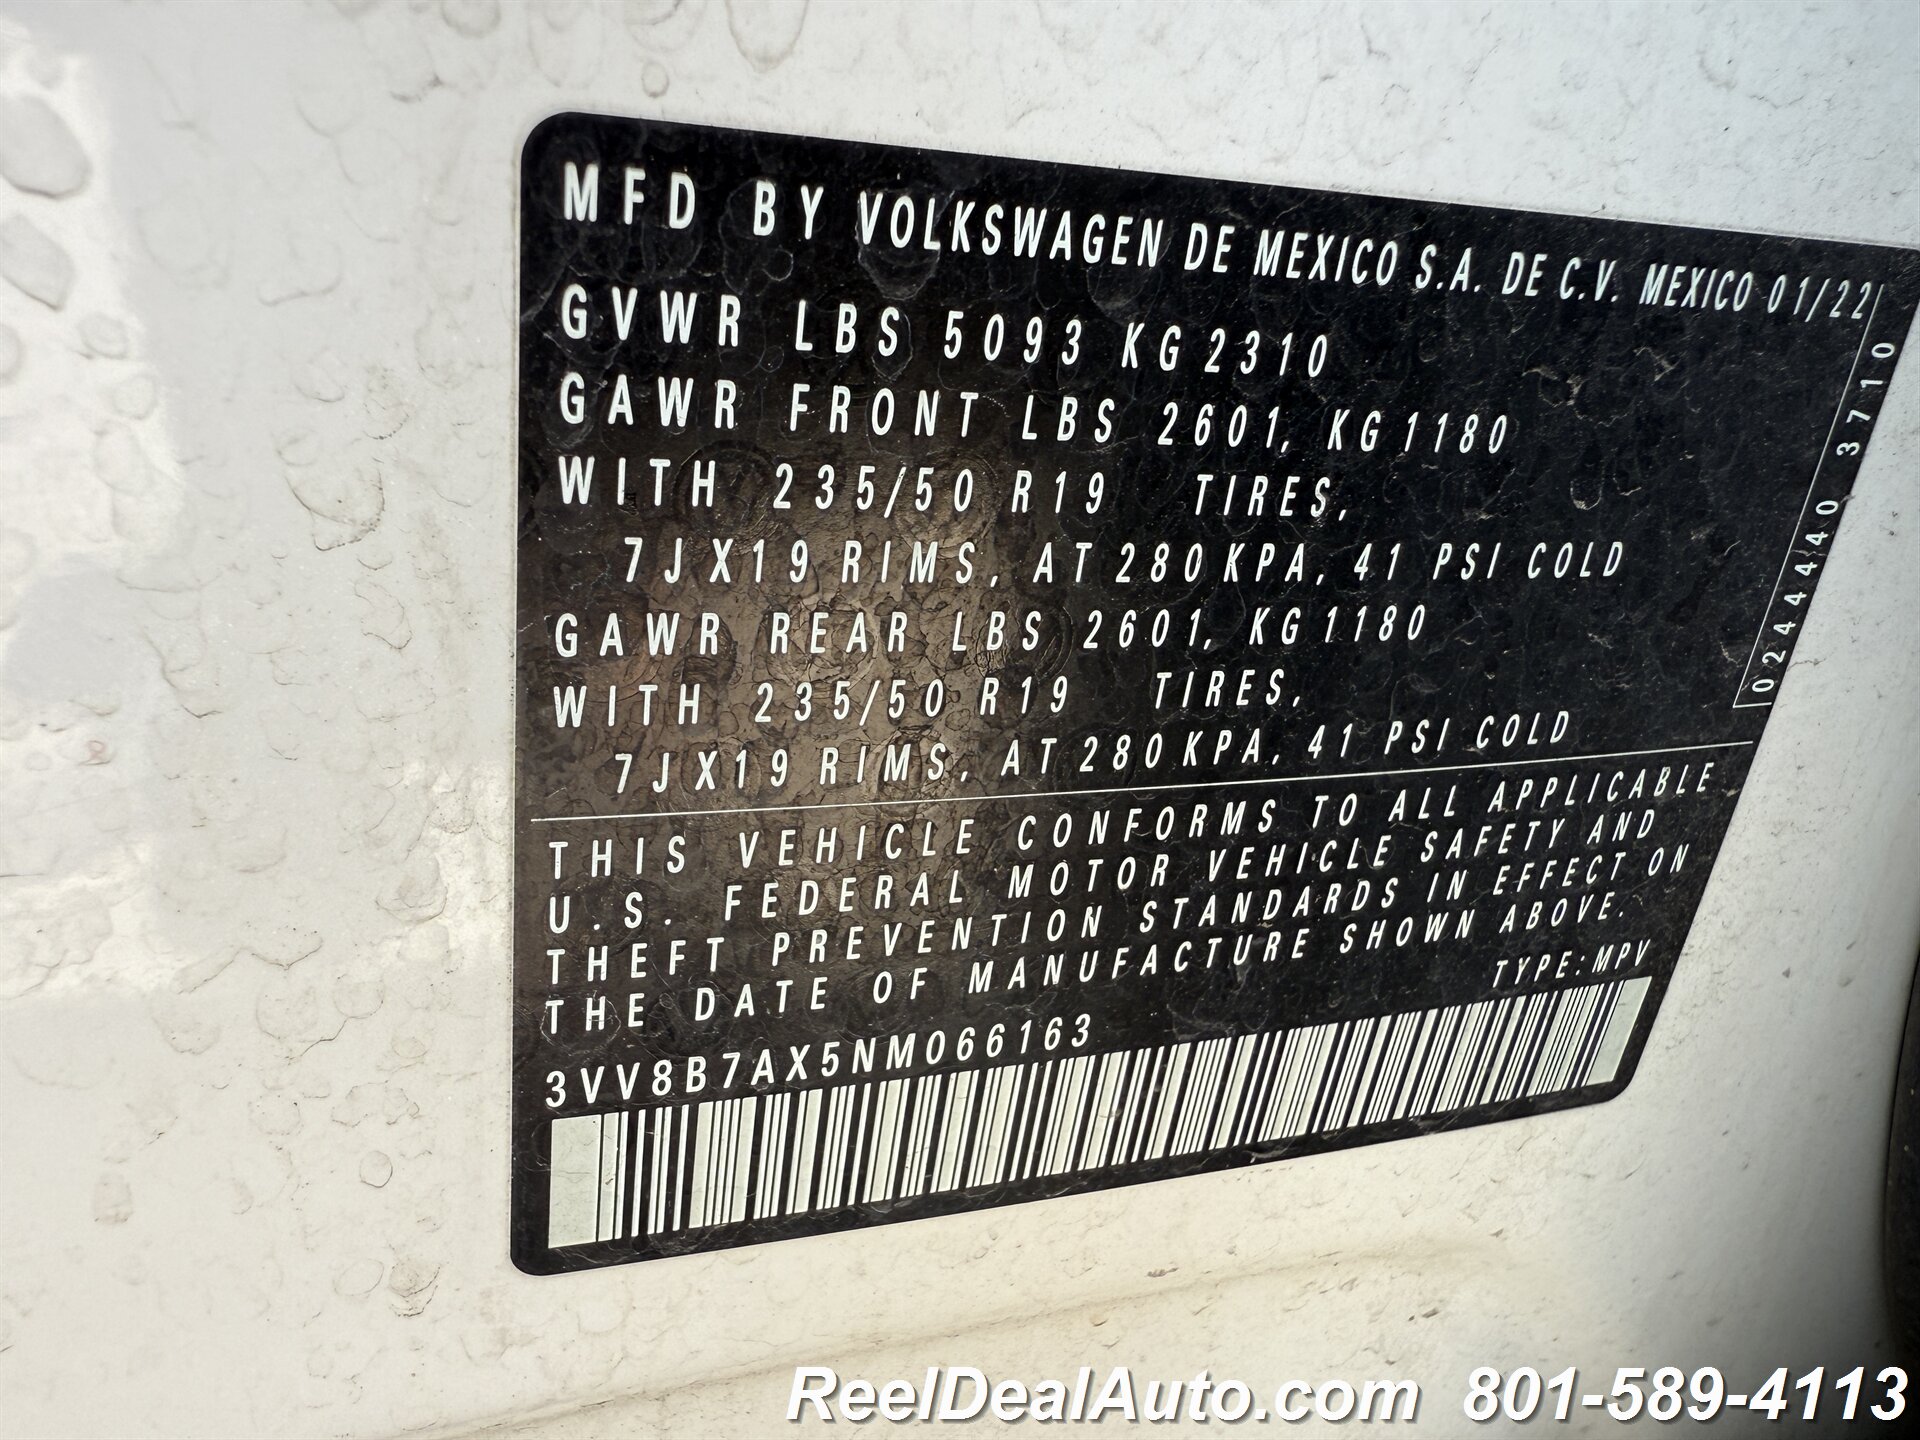 MFD BY VOLKSWAGEN DE MEXICO S.A. DE C.V. MEXICO 01/22
GVWR LBS 5093 KG 2310
GAWR FRONT LBS 2601, KG 1180
WITH 235/50 R19 TIRES,
7J X19 RIMS, AT 280 KPA, 41 PSI COLD
GAWR REAR LBS 2601, KG 1180
WITH 235/50 R19 TIRES,
7J X19 RIMS, AT 280 KPA, 41 PSI COLD
0244440 3710
THIS VEHICLE CONFORMS TO ALL APPLICABLE
U.S. FEDERAL MOTOR VEHICLE SAFETY AND
THEFT PREVENTION STANDARDS IN EFFECT ON
THE DATE OF MANUFACTURE SHOWN ABOVE.
TYPE: MPV
3VV8B7AX5NM066163
ReelDealAuto.com 801-589-4113